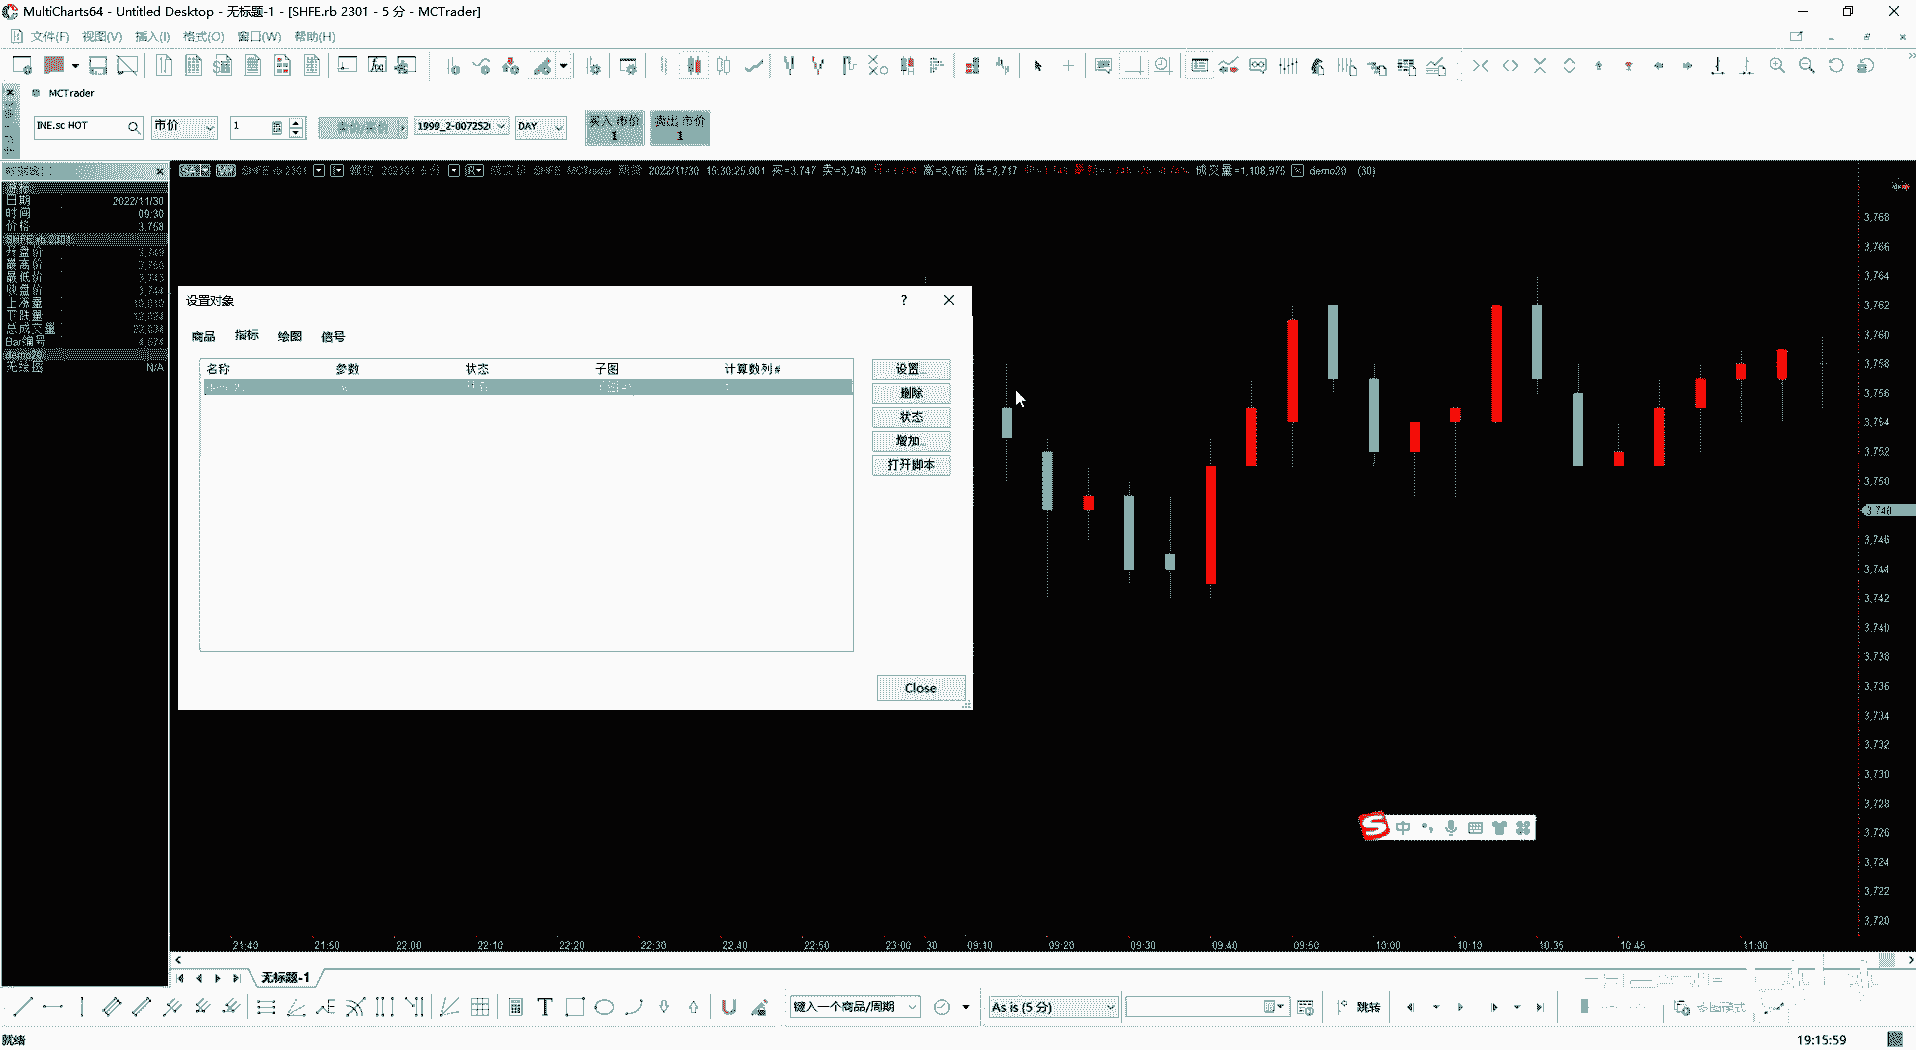 MultiCharts64 - Untitled Desktop - 无标题-1 - [SHFE.rb 2301 - 5 分 - MCTrader]
文件(F) 视图(V) 插入(I) 格式(O) 窗口(W) 帮助(H)
MCTrader
INE.sc HOT 市价 1 1999_2-0072526 DAY 买入 市价 1 卖出 市价 1
SHFE.rb 2301 2022/11/30 15:30:25.001 买=3,747 卖=3,748 高=3,765 低=3,717 成交量=1,108,975 demo20 (30)
日期 2022/11/30
时间 09:30
价格 3,758
SHFE.rb 2301
开盘价
最高价
最低价
收盘价
上涨量
下跌量
总成交量
Bar编号
demo20
无绘图 N/A
设置对象 ?
商品 指标 绘图 信号
名称 参数 状态 子图 计算数列#
设置...
删除
状态
增加...
打开脚本
Close
3,768
3,766
3,764
3,762
3,760
3,758
3,756
3,754
3,752
3,750
3,748
3,746
3,744
3,742
3,740
3,738
3,736
3,734
3,732
3,730
3,728
3,726
3,724
3,722
3,720
中
21:40 21:50 22:00 22:10 22:20 22:30 22:40 22:50 23:00 30 09:10 09:20 09:30 09:40 09:50 10:00 10:10 10:35 10:45 11:00
无标题-1
键入一个商品/周期 As is (5 分) 跳转
就绪 19:15:59